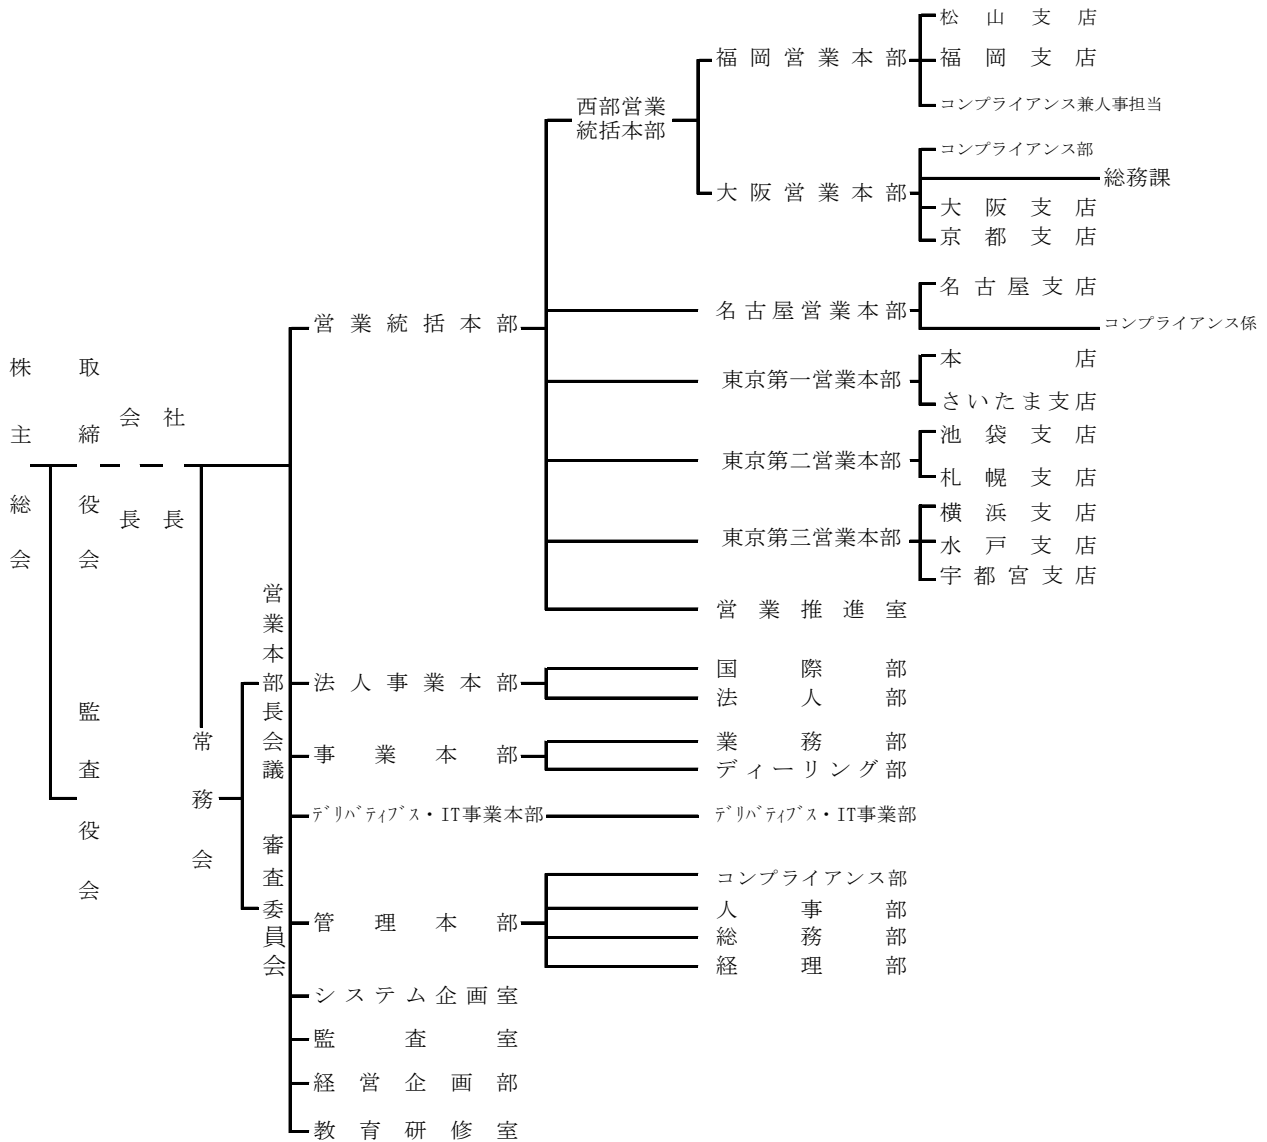 株主総会
取締役会
監査役会
会長
社長
常務会
営業本部長会議
審査委員会
営業統括本部
西部営業
統括本部
福岡営業本部
松山支店
福岡支店
コンプライアンス兼人事担当
大阪営業本部
コンプライアンス部
総務課
大阪支店
京都支店
名古屋営業本部
名古屋支店
コンプライアンス係
東京第一営業本部
本店
さいたま支店
東京第二営業本部
池袋支店
札幌支店
東京第三営業本部
横浜支店
水戸支店
宇都宮支店
営業推進室
法人事業本部
国際部
法人部
事業本部
業務部
ディーリング部
ﾃﾞﾘﾊﾞﾃｨﾌﾞｽ・IT事業本部
ﾃﾞﾘﾊﾞﾃｨﾌﾞｽ・IT事業部
管理本部
コンプライアンス部
人事部
総務部
経理部
システム企画室
監査室
経営企画部
教育研修室